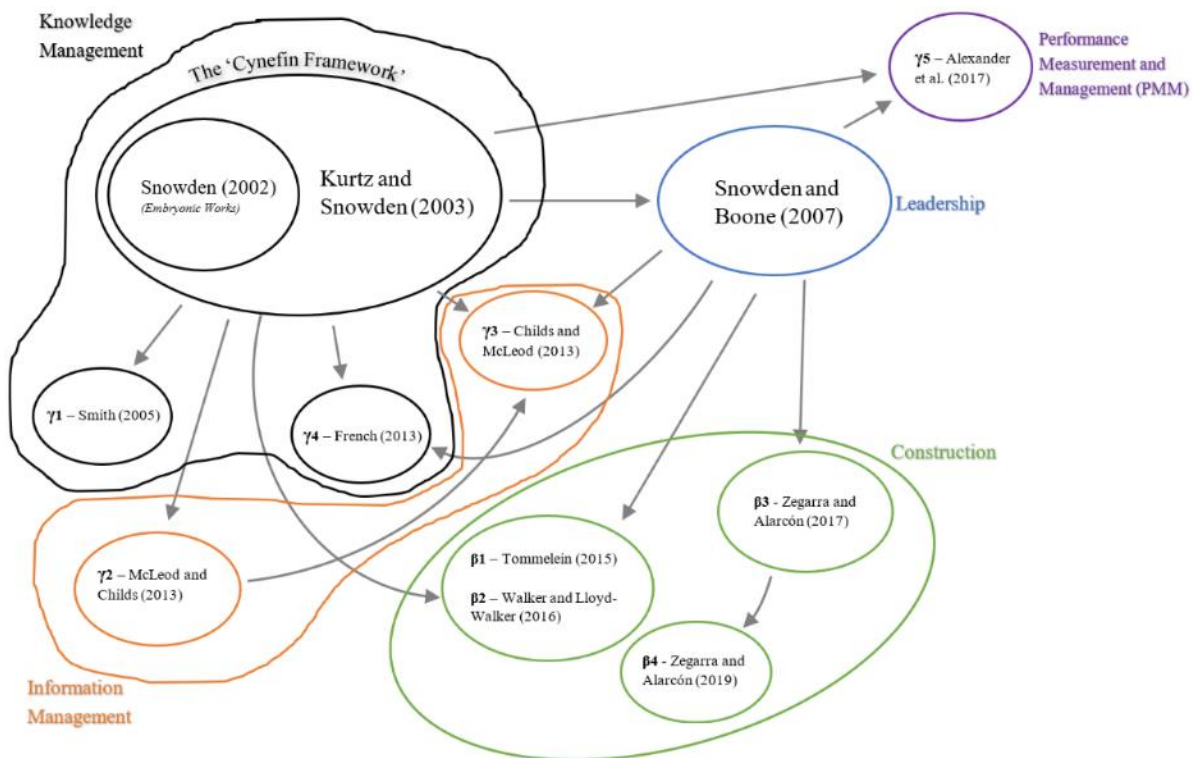 Knowledge
Management
The ‘Cynefin Framework’
Snowden (2002)
(Embryonic Works)
Kurtz and
Snowden (2003)
γ5 – Alexander
et al. (2017)
Performance
Measurement and
Management (PMM)
Snowden and
Boone (2007)
Leadership
γ3 – Childs and
McLeod (2013)
γ1 – Smith (2005)
γ4 – French (2013)
Construction
β3 - Zegarra and
Alarcón (2017)
β1 – Tommelein (2015)
β2 – Walker and Lloyd-
Walker (2016)
γ2 – McLeod and
Childs (2013)
β4 - Zegarra and
Alarcón (2019)
Information
Management